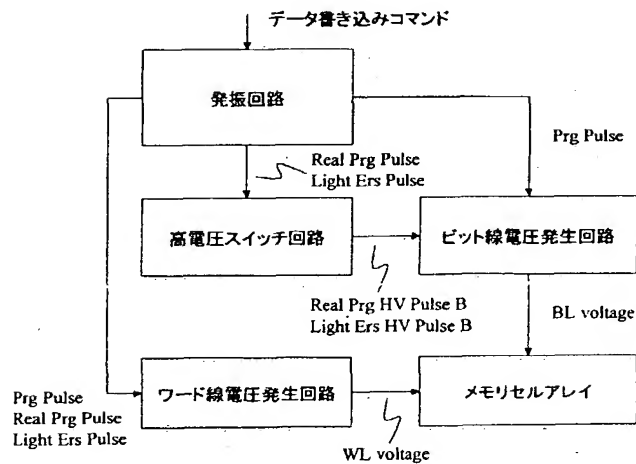 データ書き込みコマンド
発振回路
Prg Pulse
Real Prg Pulse
Light Ers Pulse
高電圧スイッチ回路
ビット線電圧発生回路
Real Prg HV Pulse B
Light Ers HV Pulse B
BL voltage
Prg Pulse
Real Prg Pulse
Light Ers Pulse
ワード線電圧発生回路
メモリセルアレイ
WL voltage